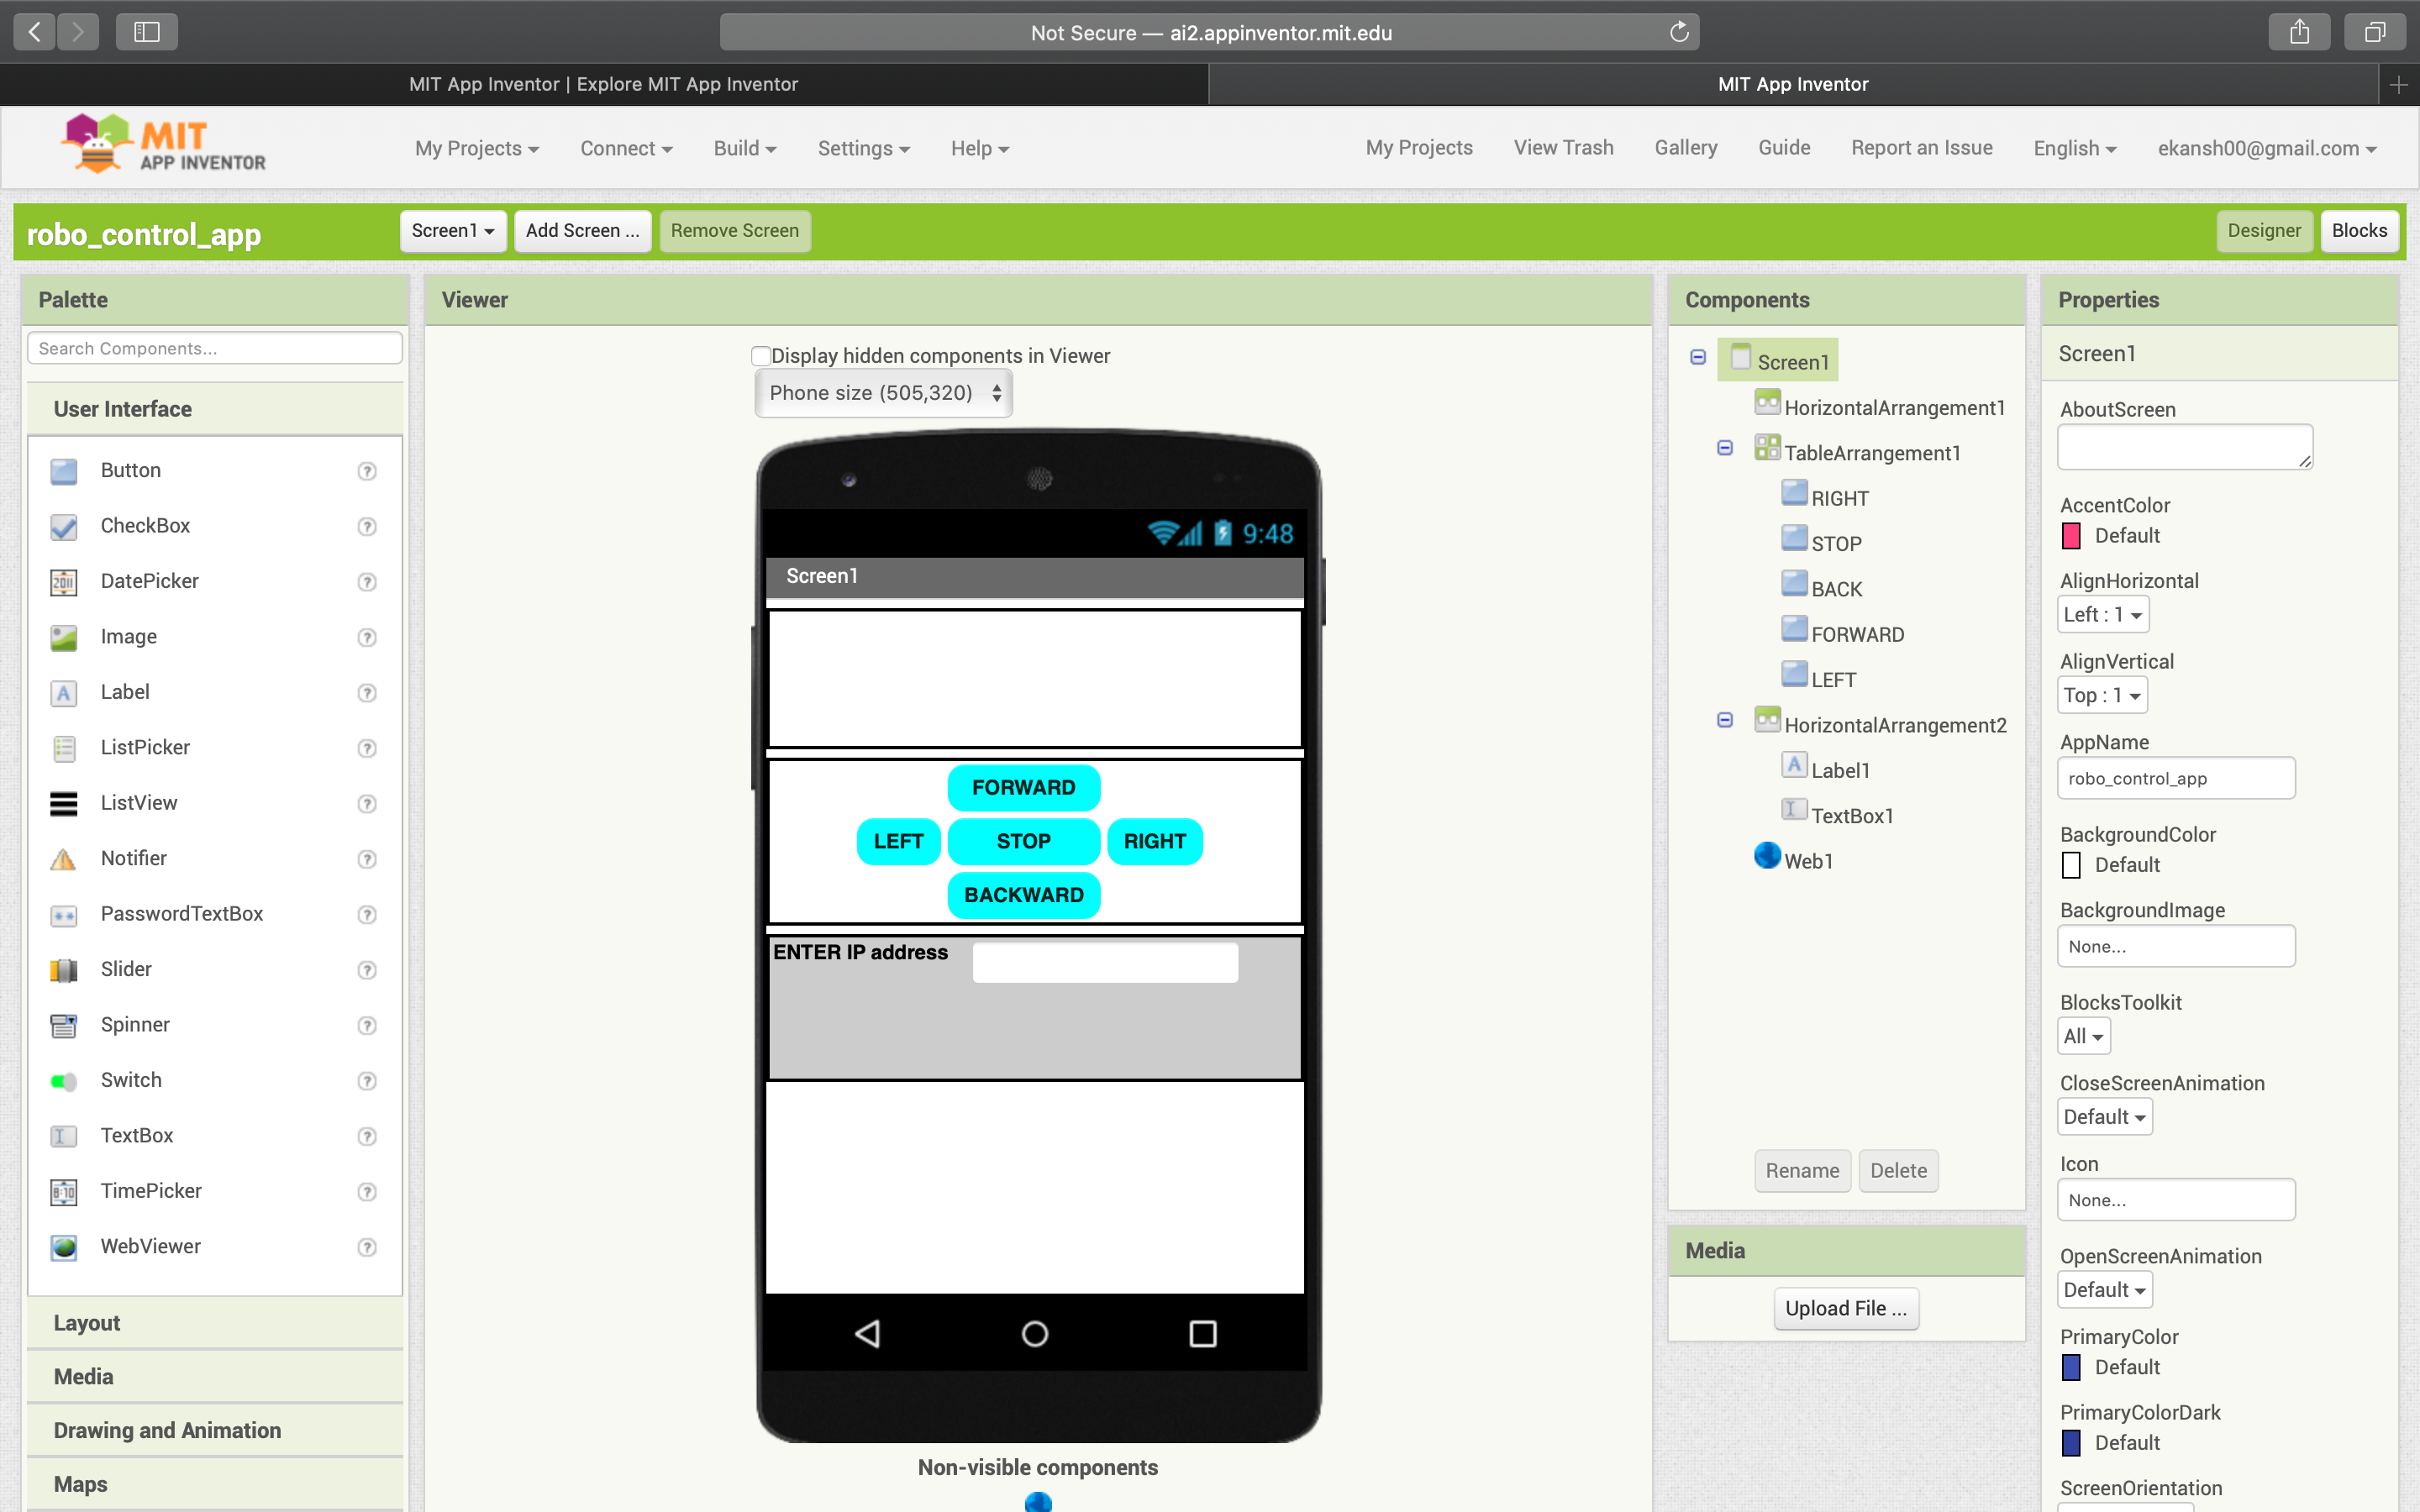 Not Secure — ai2.appinventor.mit.edu
MIT App Inventor | Explore MIT App Inventor
MIT App Inventor
MIT
APP INVENTOR
My Projects
Connect
Build
Settings
Help
My Projects
View Trash
Gallery
Guide
Report an Issue
English
ekansh00@gmail.com
robo_control_app
Screen1
Add Screen ...
Remove Screen
Designer
Blocks
Palette
Search Components...
User Interface
Button
CheckBox
DatePicker
Image
Label
ListPicker
ListView
Notifier
PasswordTextBox
Slider
Spinner
Switch
TextBox
TimePicker
WebViewer
Layout
Media
Drawing and Animation
Maps
Viewer
Display hidden components in Viewer
Phone size (505,320)
9:48
Screen1
FORWARD
LEFT
STOP
RIGHT
BACKWARD
ENTER IP address
Non-visible components
Components
Screen1
HorizontalArrangement1
TableArrangement1
RIGHT
STOP
BACK
FORWARD
LEFT
HorizontalArrangement2
Label1
TextBox1
Web1
Rename
Delete
Media
Upload File ...
Properties
Screen1
AboutScreen
AccentColor
Default
AlignHorizontal
Left : 1
AlignVertical
Top : 1
AppName
robo_control_app
BackgroundColor
Default
BackgroundImage
None...
BlocksToolkit
All
CloseScreenAnimation
Default
Icon
None...
OpenScreenAnimation
Default
PrimaryColor
Default
PrimaryColorDark
Default
ScreenOrientation